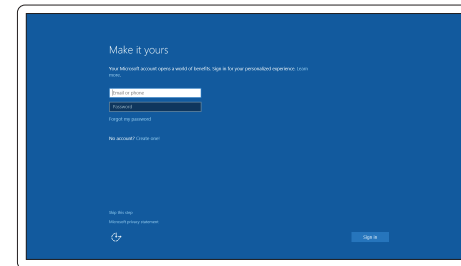 Make it yours
Your Microsoft account opens a world of benefits. Sign in for your personalized experience. Learn
more.
Email or phone
Password
Forgot my password
No account? Create one!
Skip this step
Microsoft privacy statement
Sign in